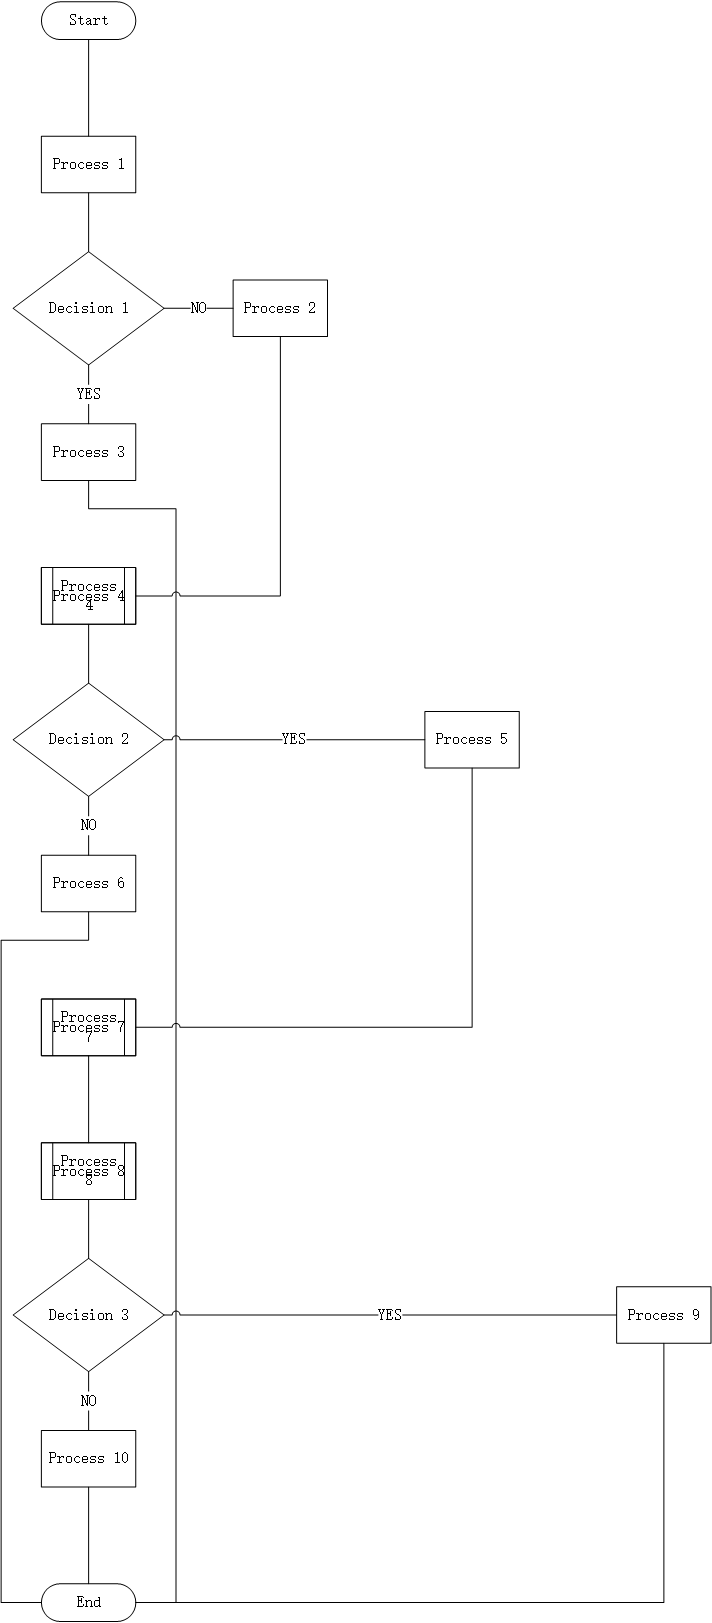 Start
Process 1
Decision 1
NO
Process 2
YES
Process 3
Process
Process 4
4
Decision 2
YES
Process 5
NO
Process 6
Process
Process 7
7
Process
Process 8
8
Decision 3
YES
Process 9
NO
Process 10
End